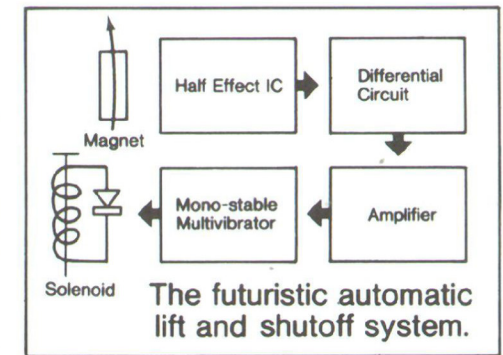 Half Effect IC
Differential
Circuit
Magnet
Mono-stable
Multivibrator
Amplifier
Solenoid
The futuristic automatic
lift and shutoff system.